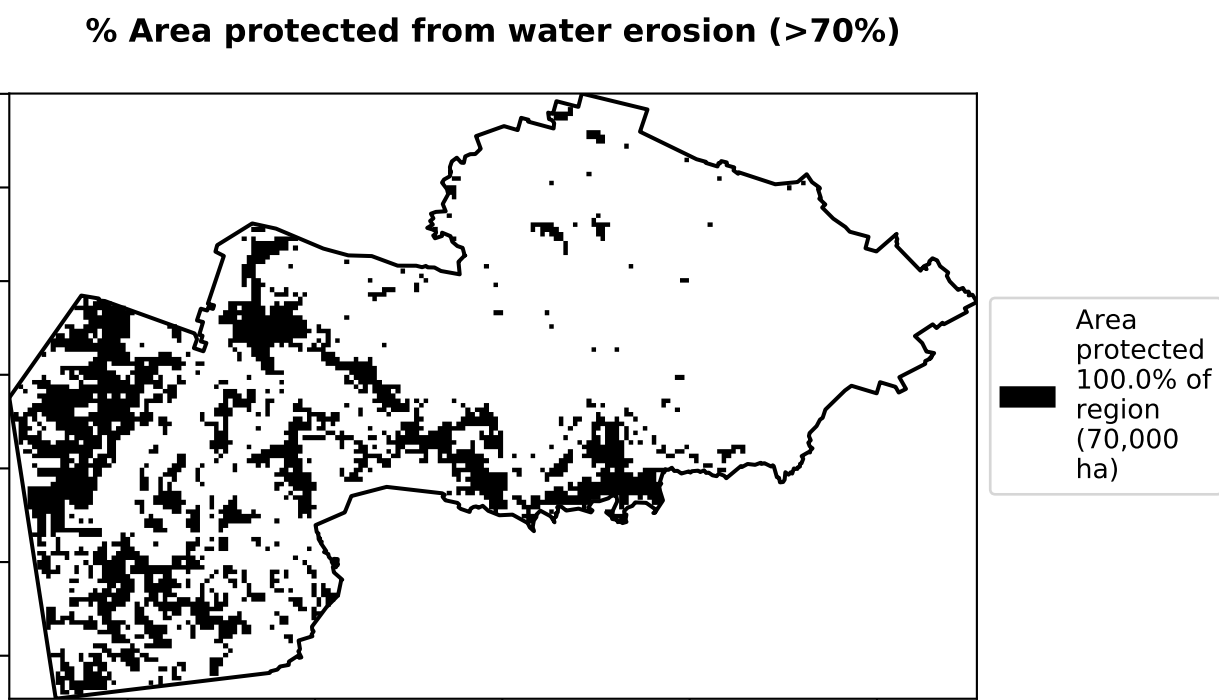 % Area protected from water erosion (>70%)
Area
protected
100.0% of
region
(70,000
ha)